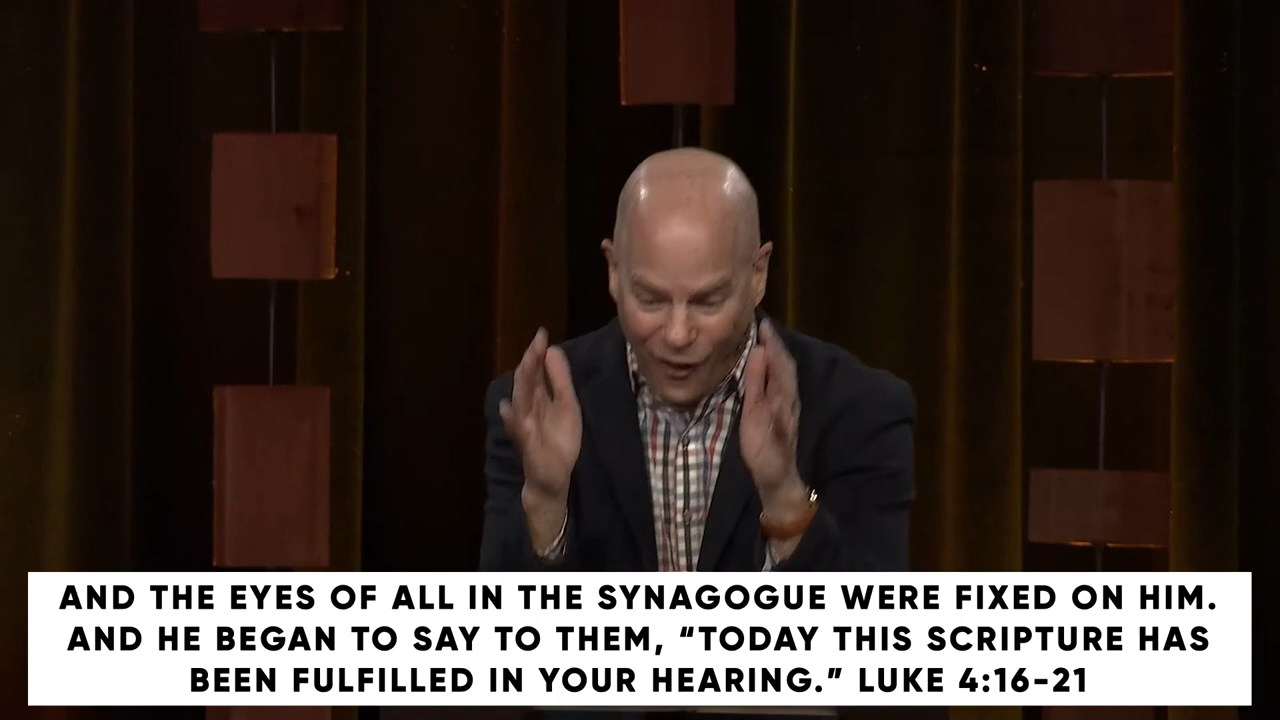 AND THE EYES OF ALL IN THE SYNAGOGUE WERE FIXED ON HIM.
AND HE BEGAN TO SAY TO THEM, “TODAY THIS SCRIPTURE HAS
BEEN FULFILLED IN YOUR HEARING.” LUKE 4:16-21